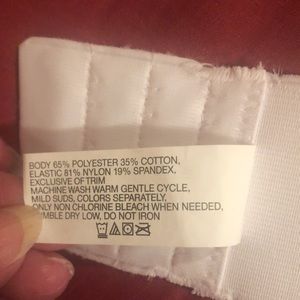 BODY 65% POLYESTER 35% COTTON,
ELASTIC 81% NYLON 19% SPANDEX.
EXCLUSIVE OF TRIM
MACHINE WASH WARM GENTLE CYCLE,
MILD SUDS, COLORS SEPARATELY.
ONLY NON CHLORINE BLEACH WHEN NEEDED,
TUMBLE DRY LOW, DO NOT IRON